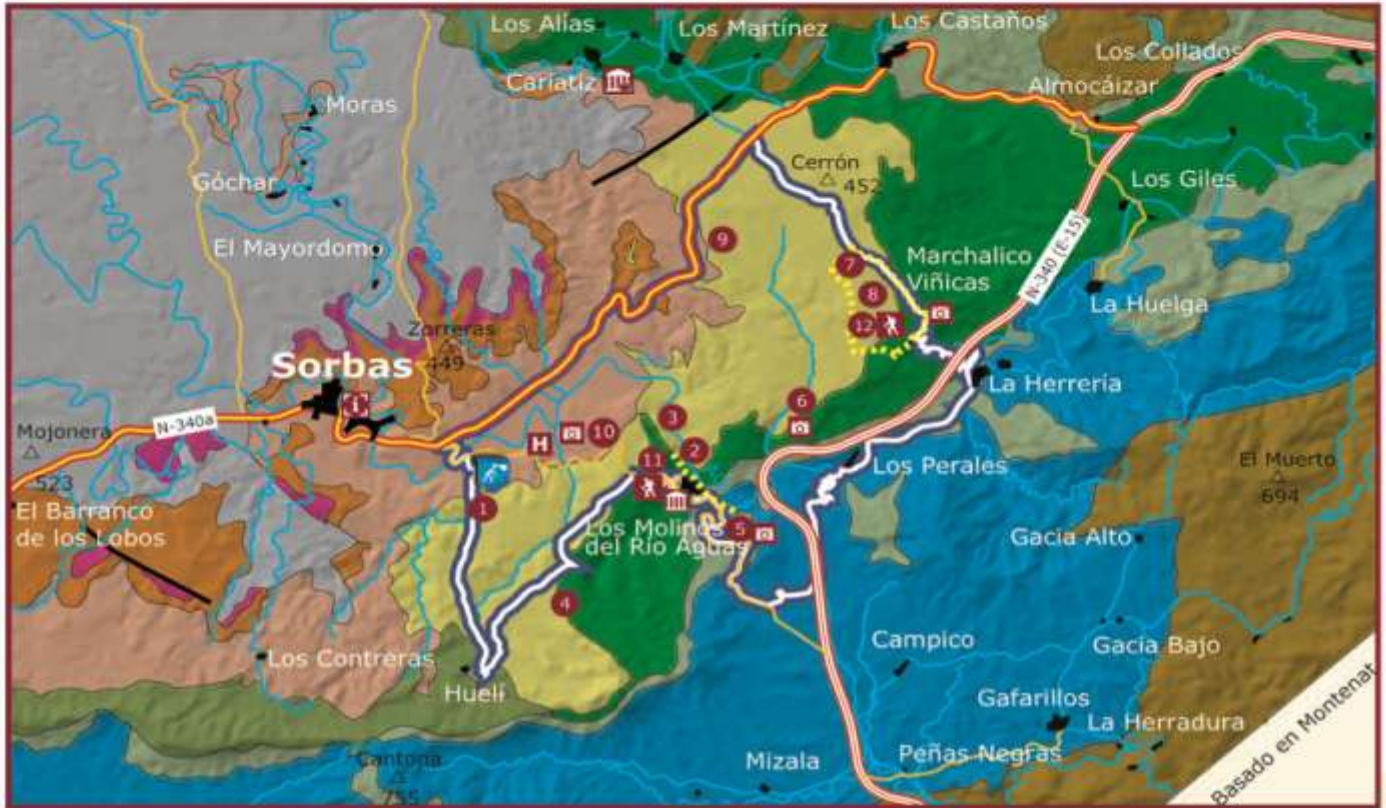 Los Alías
Los Martínez
Los Castaños
Los Collados
Cariatiz
Almocáizar
Moras
Cerrón
452
Góchar
Los Giles
El Mayordomo
9
7
Marchalico
Viñicas
N-340 (E-15)
8
La Huelga
12
Zorreras
449
Sorbas
i
La Herreria
N-340a
Mojonera
523
6
3
H
10
2
11
Los Perales
El Muerto
694
El Barranco
de los Lobos
1
5
Los Molinos
del Río Aguas
Gacia Alto
4
Los Contreras
Campico
Gacia Bajo
Huelí
Gafarillos
La Herradura
Cantona
755
Mizala
Peñas Negras
Basado en Montenat